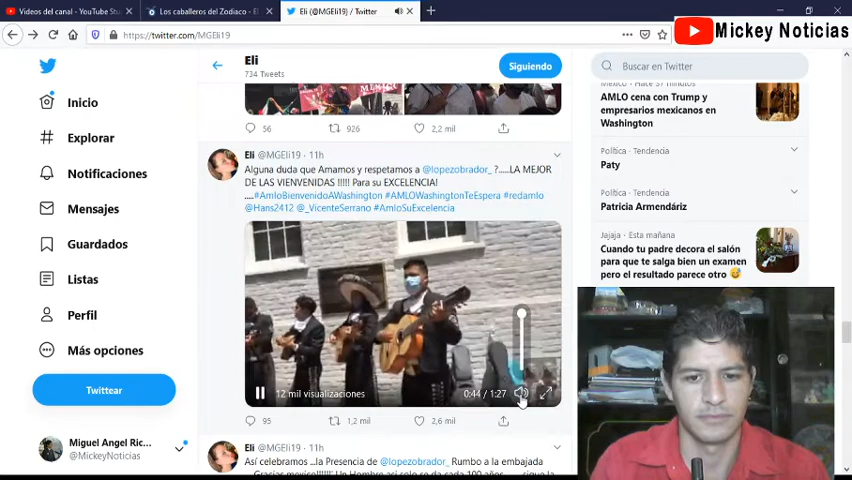 Videos del canal - YouTube Stu
Los caballeros del Zodiaco - El
Eli (@MGEli19) / Twitter
https://twitter.com/MGEli19
Mickey Noticias
Inicio
Explorar
Notificaciones
Mensajes
Guardados
Listas
Perfil
Más opciones
Twittear
Miguel Angel Ric...
@MickeyNoticias
Eli
734 Tweets
Siguiendo
56
926
2,2 mil
Eli @MGEli19 · 11h
Alguna duda que Amamos y respetamos a @lopezobrador_ ?.....LA MEJOR
DE LAS VIENVENIDAS !!!!! Para su EXCELENCIA!
....#AmloBienvenidoAWashington #AMLOWashingtonTeEspera #redamlo
@Hans2412 @_VicenteSerrano #AmloSuExcelencia
12 mil visualizaciones
0:44 / 1:27
95
1,2 mil
2,6 mil
Eli @MGEli19 · 11h
Así celebramos ...la Presencia de @lopezobrador_ Rumbo a la embajada
Buscar en Twitter
Hace 37 minutos
AMLO cena con Trump y
empresarios mexicanos en
Washington
Política · Tendencia
Paty
Política · Tendencia
Patricia Armendáriz
Jajaja · Esta mañana
Cuando tu padre decora el salón
para que te salga bien un examen
pero el resultado parece otro 😅